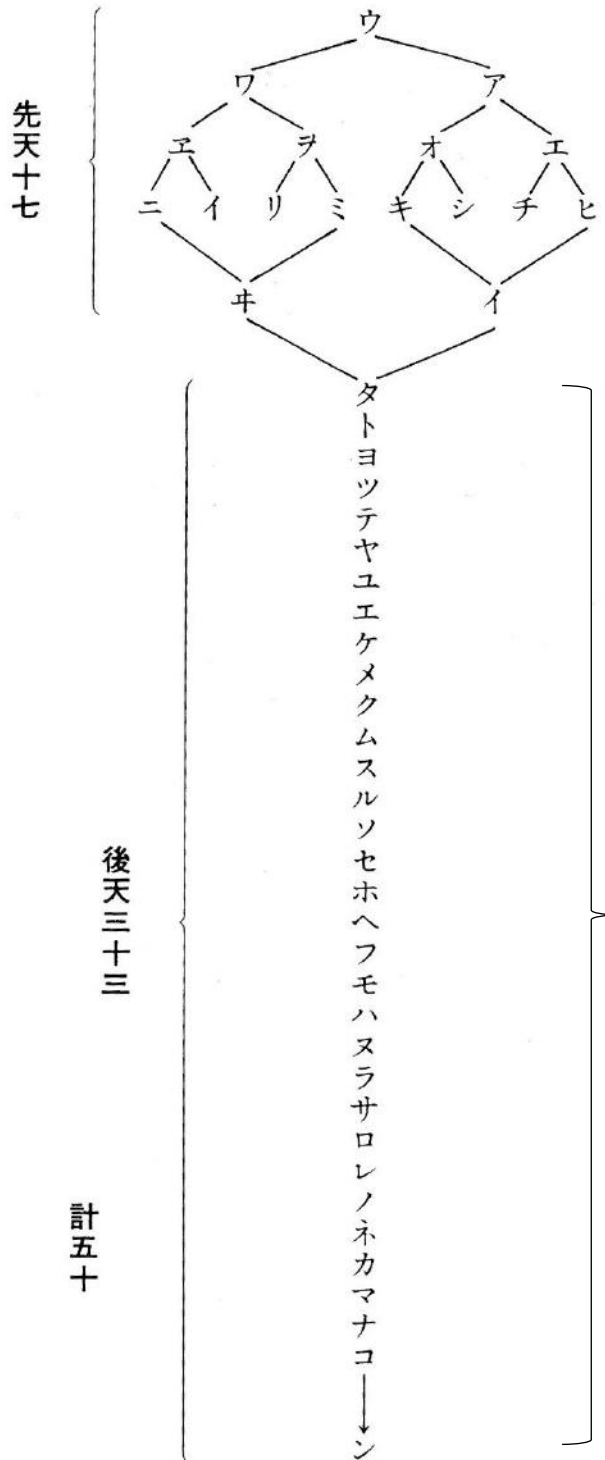 ウ
ワ ア
ヱ ヲ オ エ
ニ イ リ ミ キ シ チ ヒ
ヰ イ
先天十七
タ
ト
ヨ
ツ
テ
ヤ
ユ
エ
ケ
メ
ク
ム
ス
ル
ソ
セ
ホ
ヘ
フ
モ
ハ
ヌ
ラ
サ
ロ
レ
ノ
ネ
カ
マ
ナ
コ
ン
後天三十三
計五十